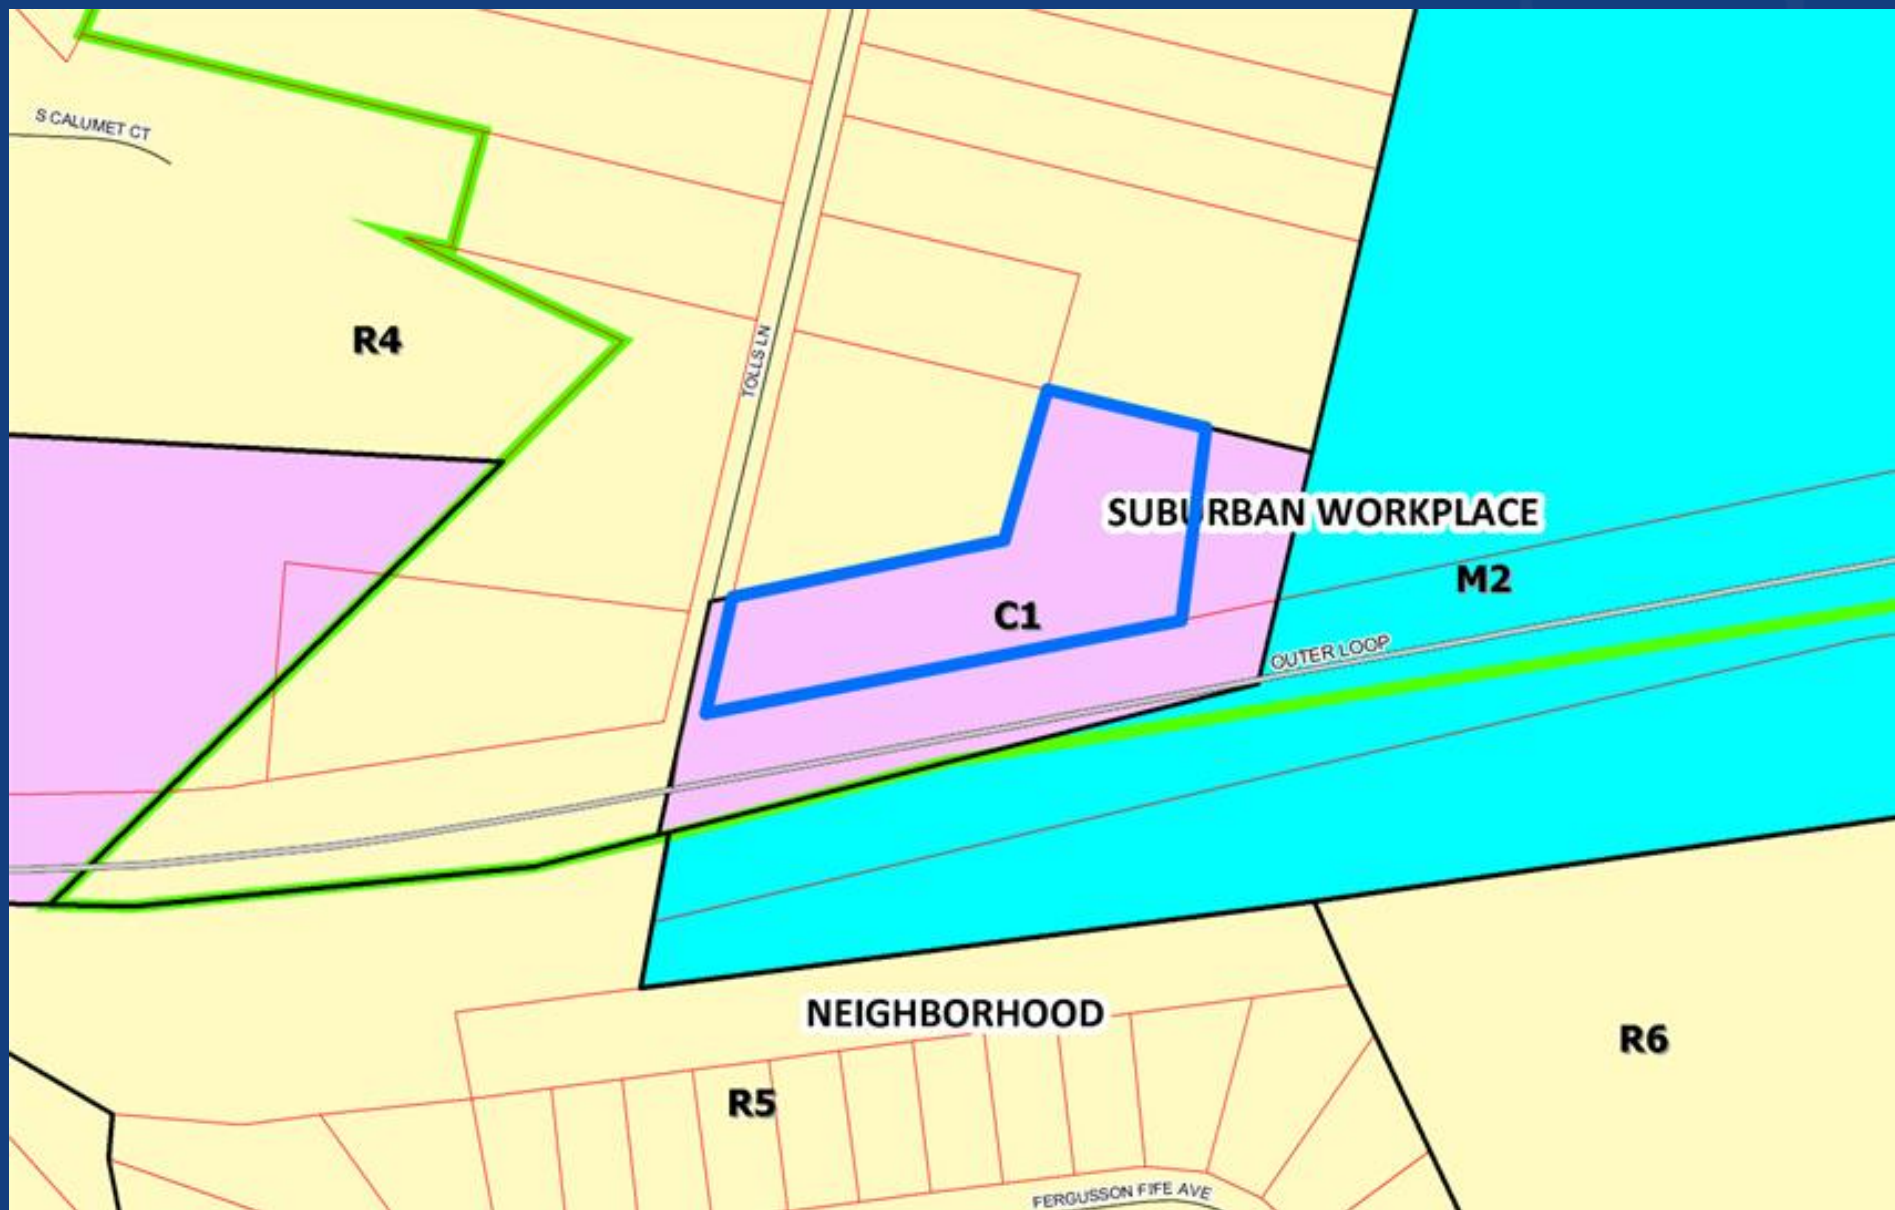 S CALUMET CT
R4
TOLLS LN
SUBURBAN WORKPLACE
M2
C1
OUTER LOOP
NEIGHBORHOOD
R6
R5
FERGUSSON FIFE AVE